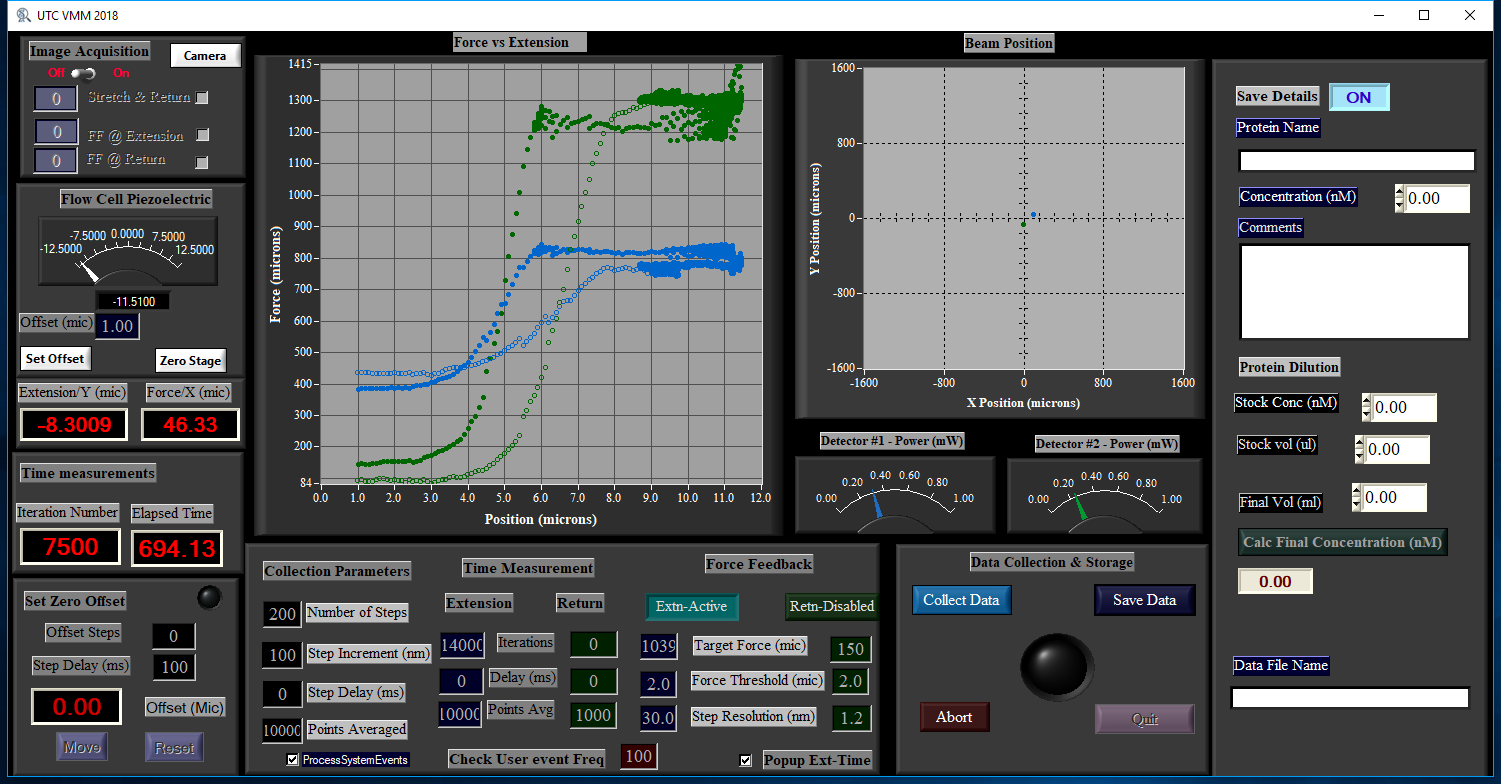 UTC VMM 2018
Image Acquisition
Camera
Off
On
0
Stretch & Return
0
FF @ Extension
0
FF @ Return
Flow Cell Piezoelectric
-12.5000 -7.5000 0.0000 7.5000 12.5000
-11.5100
Offset (mic)
1.00
Set Offset
Zero Stage
Extension/Y (mic)
Force/X (mic)
-8.3009
46.33
Time measurements
Iteration Number
Elapsed Time
7500
694.13
Set Zero Offset
Offset Steps
0
Step Delay (ms)
100
0.00
Offset (Mic)
Move
Reset
Force vs Extension
Force (microns)
1415
1300
1200
1100
1000
900
800
700
600
500
400
300
200
84
0.0 1.0 2.0 3.0 4.0 5.0 6.0 7.0 8.0 9.0 10.0 11.0 12.0
Position (microns)
Beam Position
Y Position (microns)
1600
800
0
-800
-1600
-1600 -800 0 800 1600
X Position (microns)
Detector #1 - Power (mW)
0.00 0.20 0.40 0.60 0.80 1.00
Detector #2 - Power (mW)
0.00 0.20 0.40 0.60 0.80 1.00
Collection Parameters
200
Number of Steps
100
Step Increment (nm)
0
Step Delay (ms)
10000
Points Averaged
ProcessSystemEvents
Time Measurement
Extension
Return
14000
Iterations
0
0
Delay (ms)
0
10000
Points Avg
1000
Check User event Freq
100
Force Feedback
Extn-Active
Retn-Disabled
1039
Target Force (mic)
150
2.0
Force Threshold (mic)
2.0
30.0
Step Resolution (nm)
1.2
Popup Ext-Time
Data Collection & Storage
Collect Data
Save Data
Abort
Quit
Save Details
ON
Protein Name
Concentration (nM)
0.00
Comments
Protein Dilution
Stock Conc (nM)
0.00
Stock vol (ul)
0.00
Final Vol (ml)
0.00
Calc Final Concentration (nM)
0.00
Data File Name